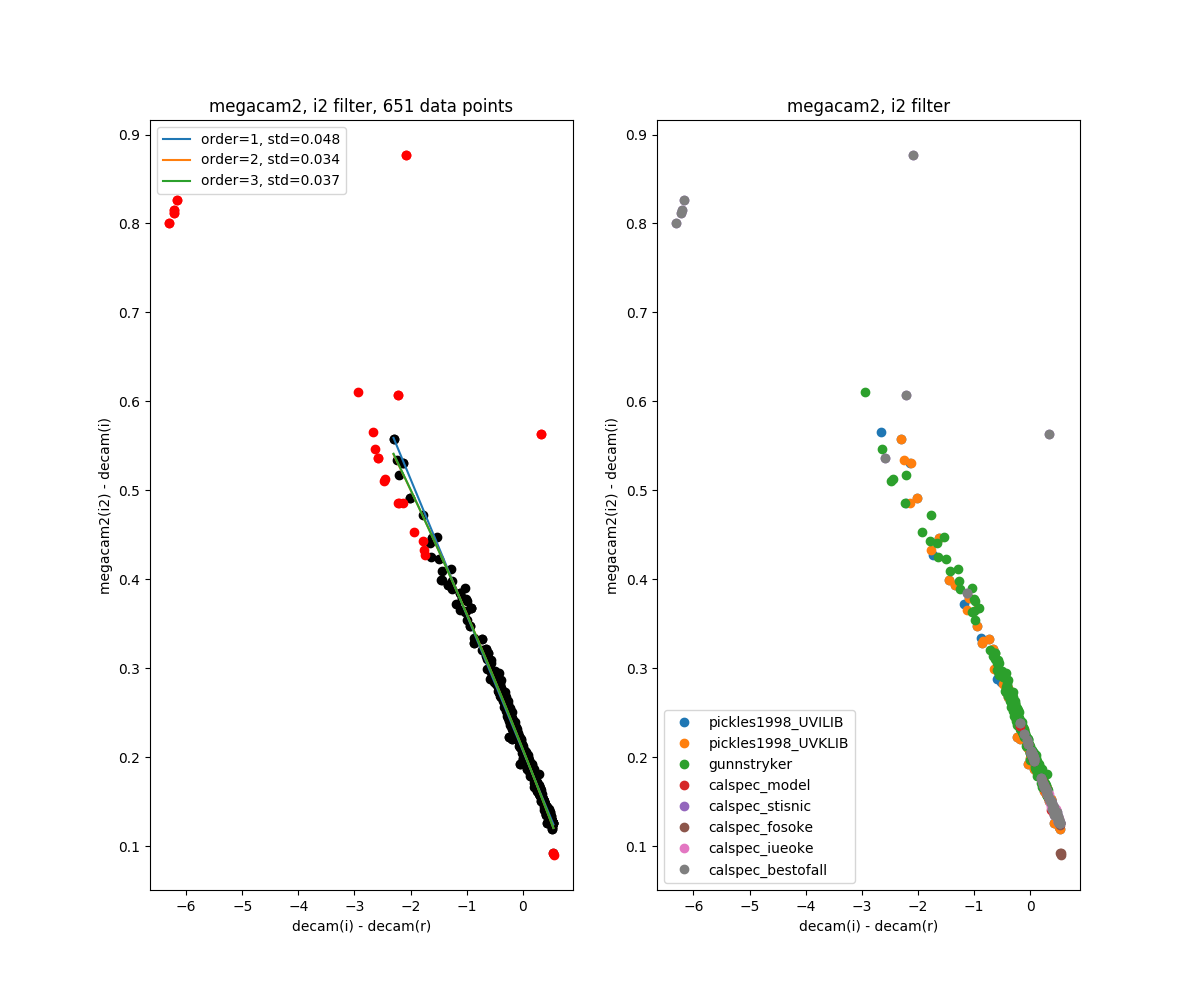 megacam2, i2 filter, 651 data points
order=1, std=0.048
order=2, std=0.034
order=3, std=0.037
0.9
0.8
0.7
0.6
0.5
0.4
0.3
0.2
0.1
megacam2(i2) - decam(i)
−6
−5
−4
−3
−2
−1
0
decam(i) - decam(r)
megacam2, i2 filter
0.9
0.8
0.7
0.6
0.5
0.4
0.3
0.2
0.1
megacam2(i2) - decam(i)
pickles1998_UVILIB
pickles1998_UVKLIB
gunnstryker
calspec_model
calspec_stisnic
calspec_fosoke
calspec_iueoke
calspec_bestofall
−6
−5
−4
−3
−2
−1
0
decam(i) - decam(r)